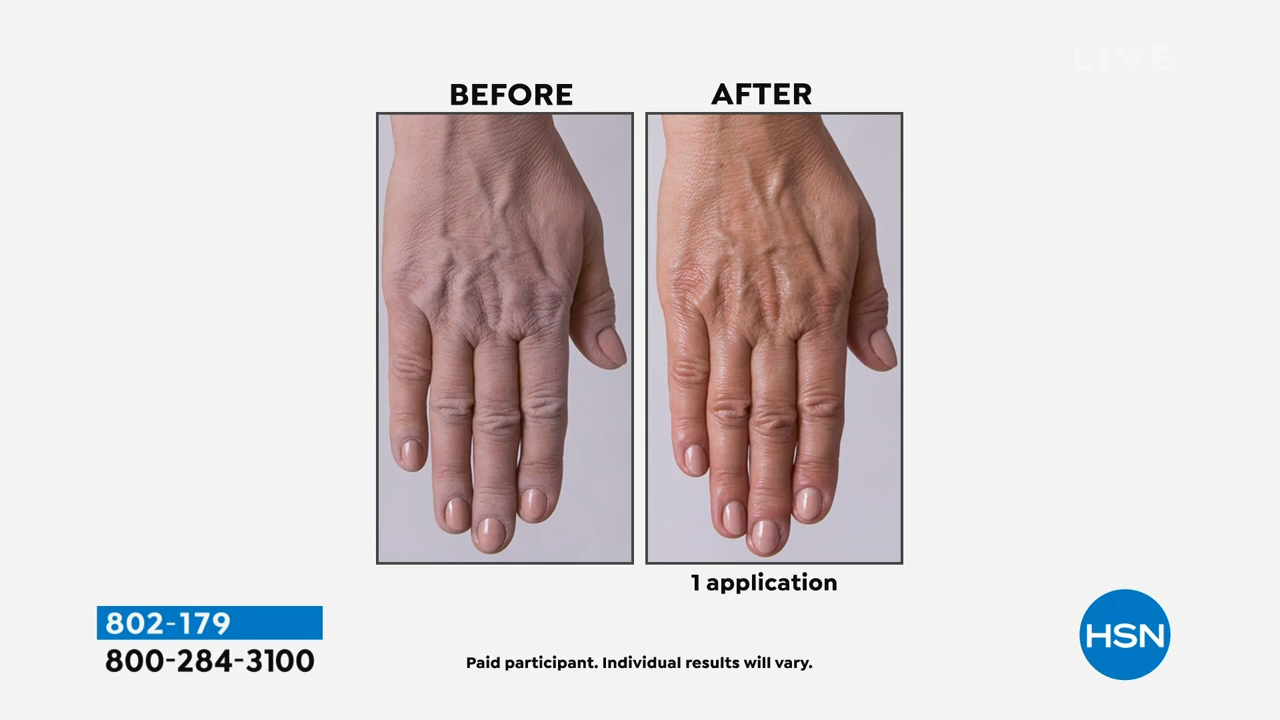 LIVE
BEFORE
AFTER
1 application
802-179
800-284-3100
Paid participant. Individual results will vary.
HSN